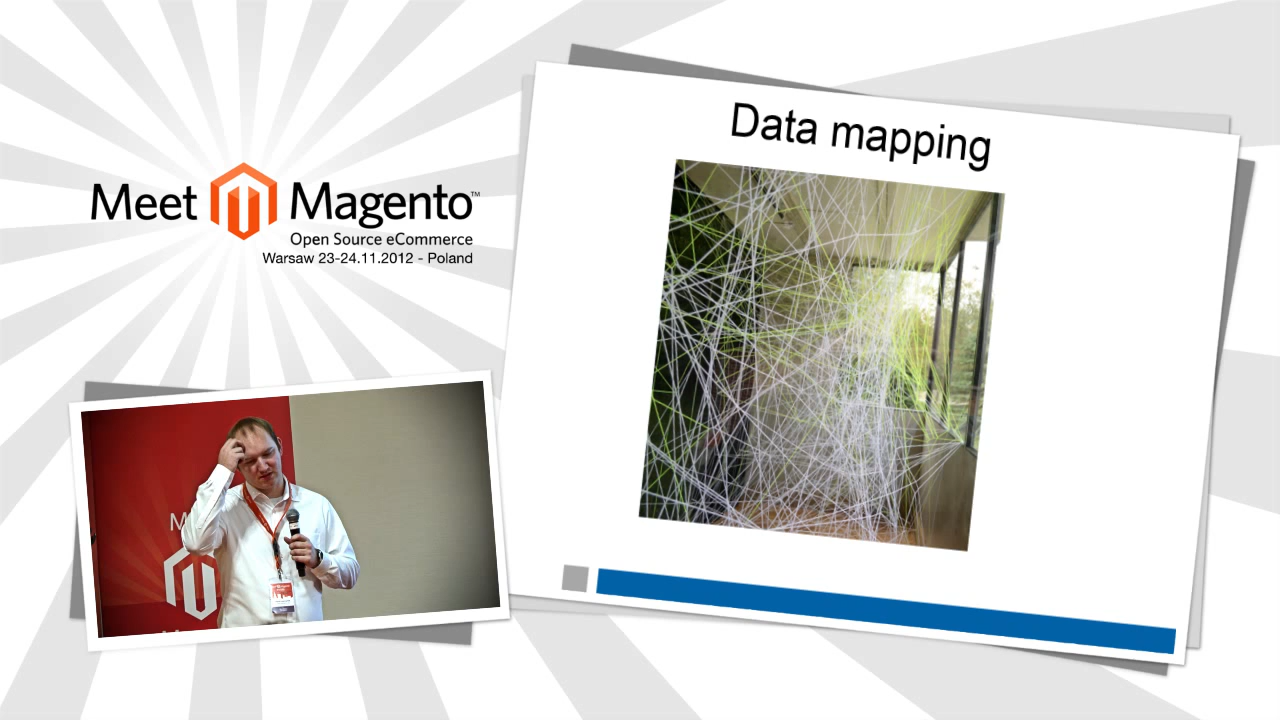 Meet Magento™
Open Source eCommerce
Warsaw 23-24.11.2012 - Poland
Data mapping